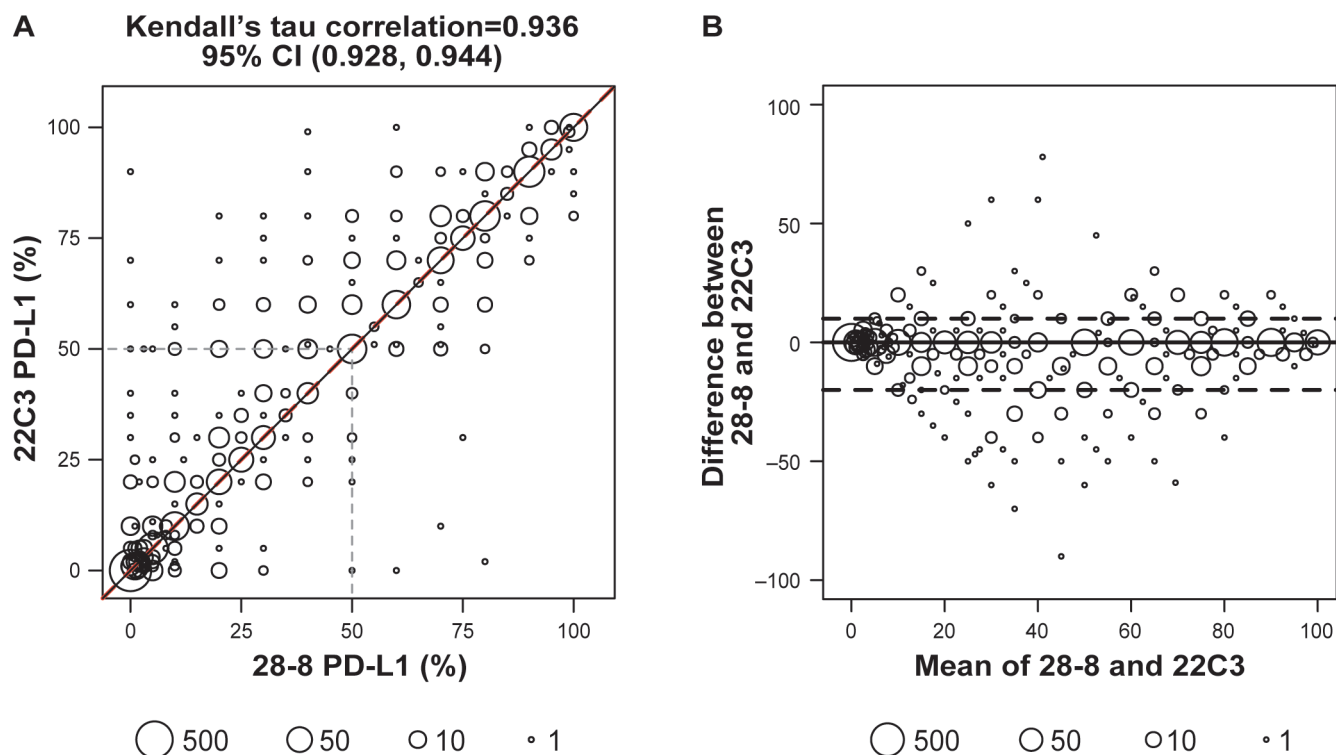 A
Kendall's tau correlation=0.936
95% CI (0.928, 0.944)
22C3 PD-L1 (%)
100
75
50
25
0
0 25 50 75 100
28-8 PD-L1 (%)
500 50 10 1
B
Difference between
28-8 and 22C3
100
50
0
−50
−100
0 20 40 60 80 100
Mean of 28-8 and 22C3
500 50 10 1